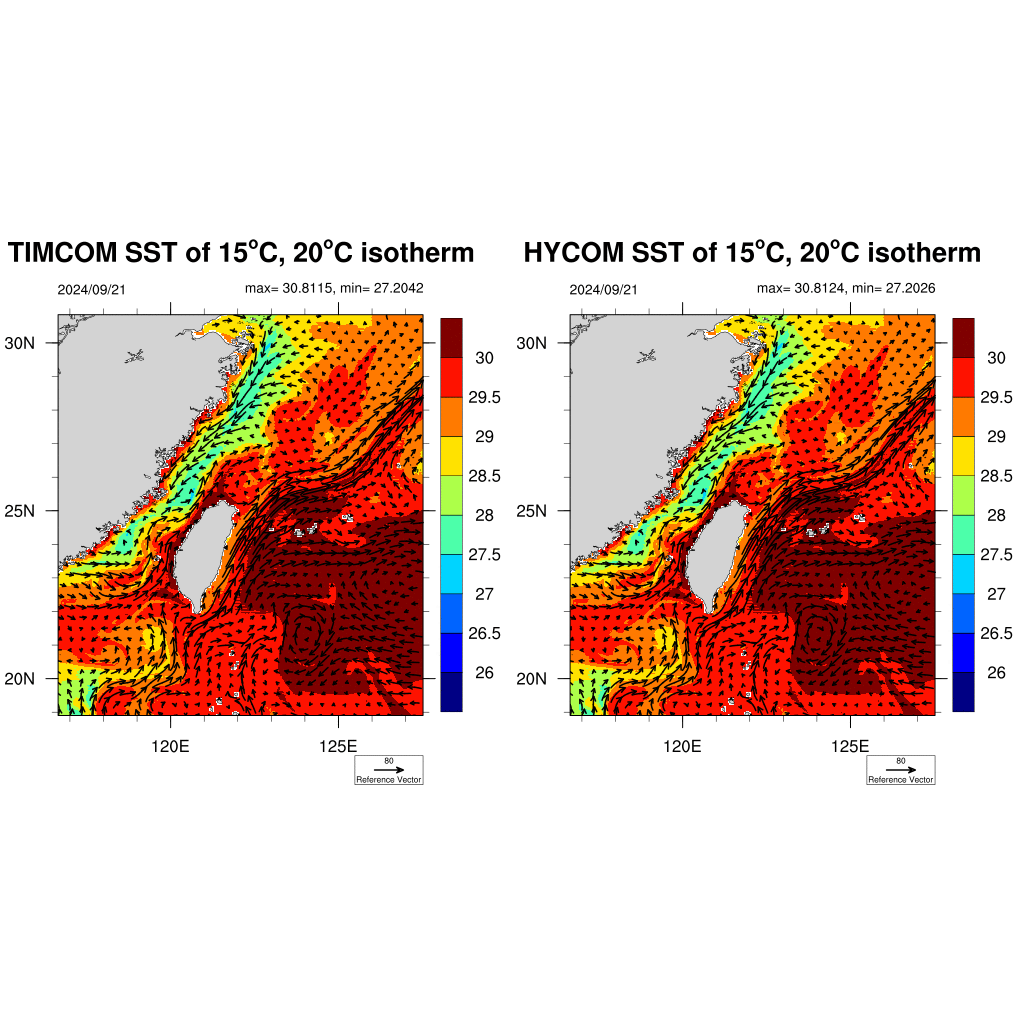 TIMCOM SST of 15°C, 20°C isotherm
2024/09/21 max= 30.8115, min= 27.2042
30N
25N
20N
120E 125E
30
29.5
29
28.5
28
27.5
27
26.5
26
80
Reference Vector
HYCOM SST of 15°C, 20°C isotherm
2024/09/21 max= 30.8124, min= 27.2026
30N
25N
20N
120E 125E
30
29.5
29
28.5
28
27.5
27
26.5
26
80
Reference Vector